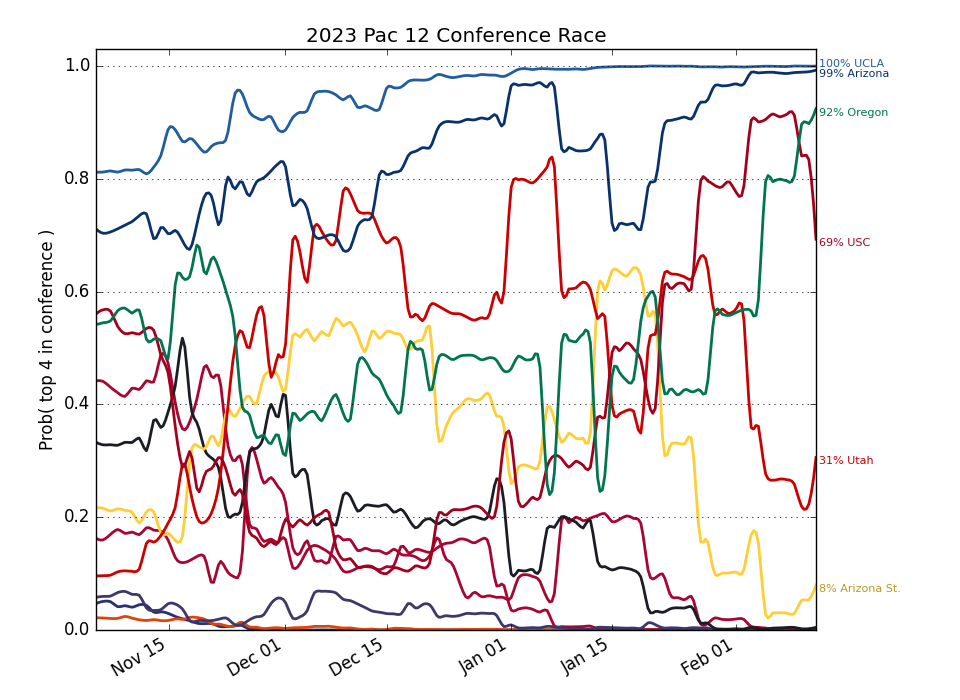 2023 Pac 12 Conference Race
Prob( top 4 in conference )
1.0
0.8
0.6
0.4
0.2
0.0
Nov 15
Dec 01
Dec 15
Jan 01
Jan 15
Feb 01
100% UCLA
99% Arizona
92% Oregon
69% USC
31% Utah
8% Arizona St.